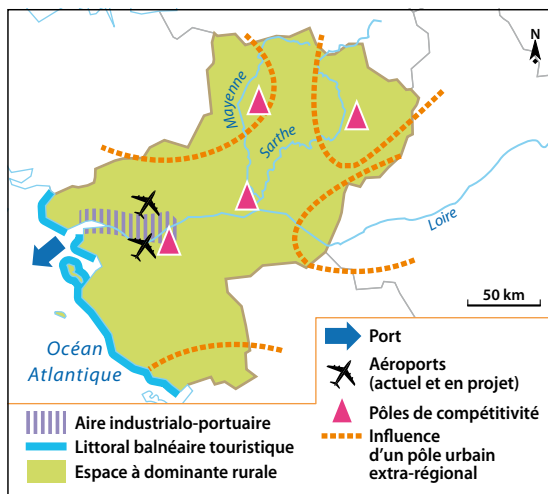 N
Mayenne
Sarthe
Loire
50 km
Océan
Atlantique
Port
Aéroports
(actuel et en projet)
Pôles de compétitivité
Influence
d'un pôle urbain
extra-régional
Aire industrialo-portuaire
Littoral balnéaire touristique
Espace à dominante rurale